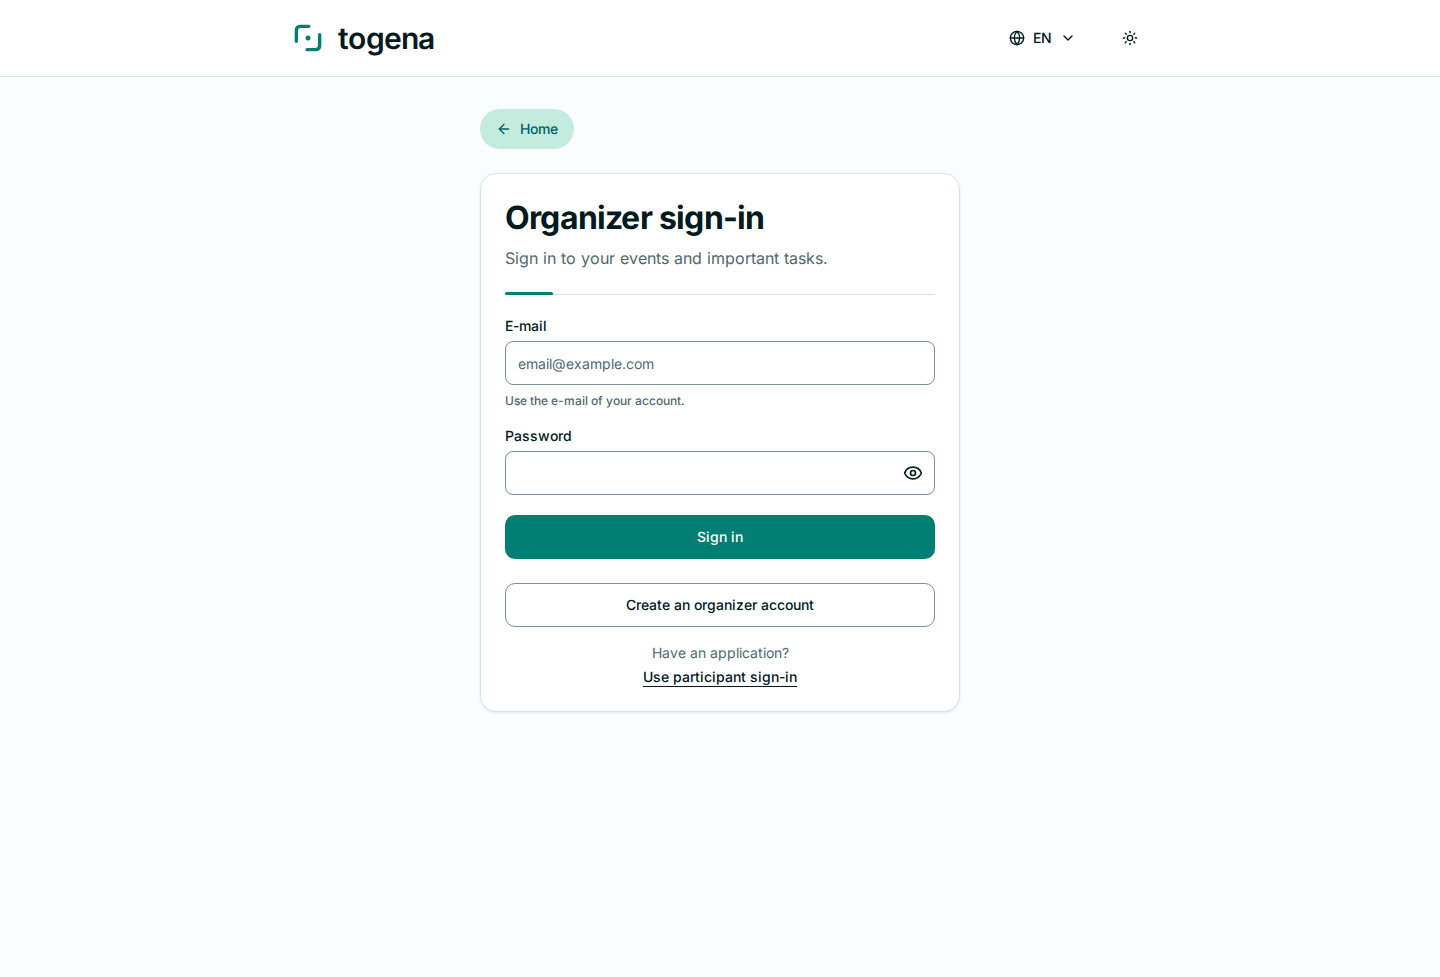 togena
EN
Home
Organizer sign-in
Sign in to your events and important tasks.
E-mail
email@example.com
Use the e-mail of your account.
Password
Sign in
Create an organizer account
Have an application?
Use participant sign-in